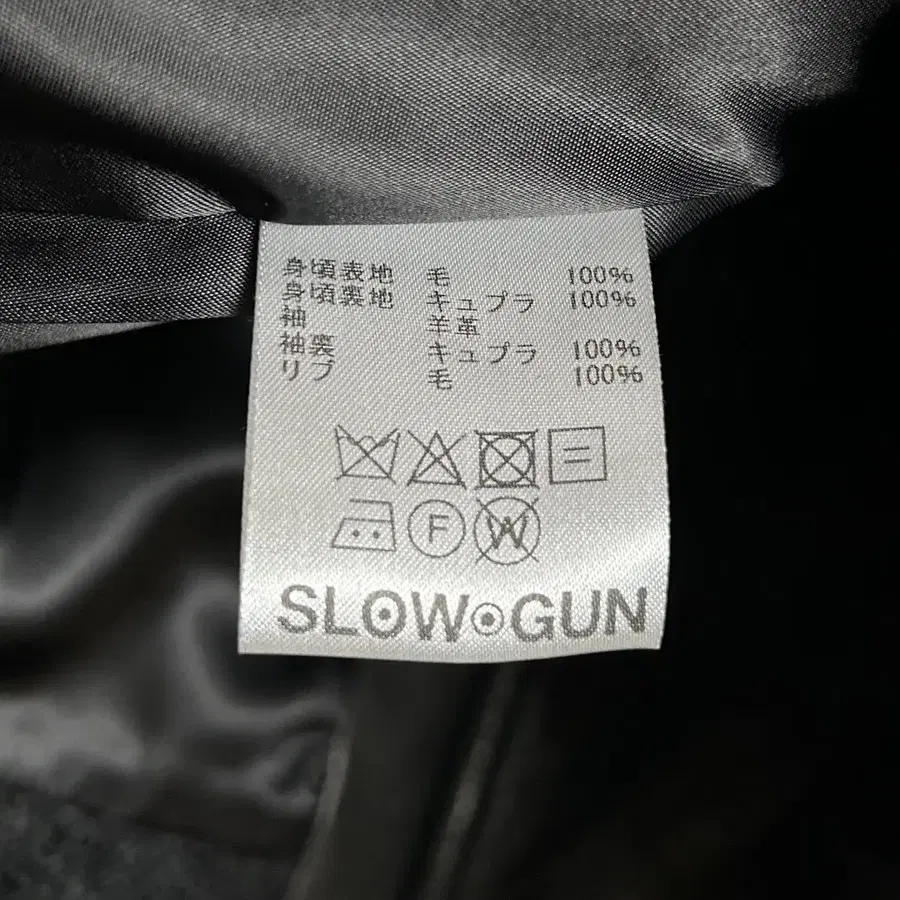 身頃表地 毛 100%
身頃裏地 キュプラ 100%
袖 羊革
袖裏 キュプラ 100%
リブ 毛 100%
F W
SLOW GUN